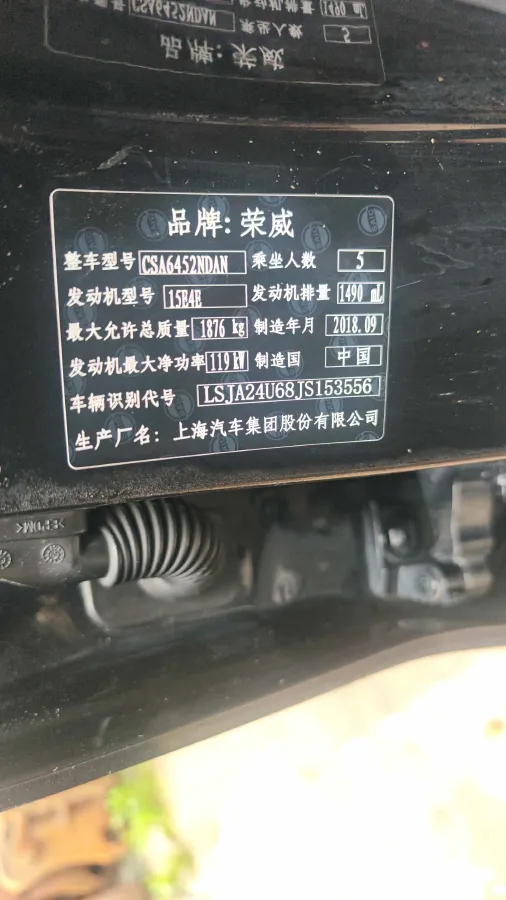 品牌：荣威
整车型号 CSA6452NDAN 乘坐人数 5
发动机型号 15E4E 发动机排量 1490 mL
最大允许总质量 1876 kg 制造年月 2018.09
发动机最大净功率 119 kW 制造国 中国
车辆识别代号 LSJA24U68JS153556
生产厂名：上海汽车集团股份有限公司
>EPDM<